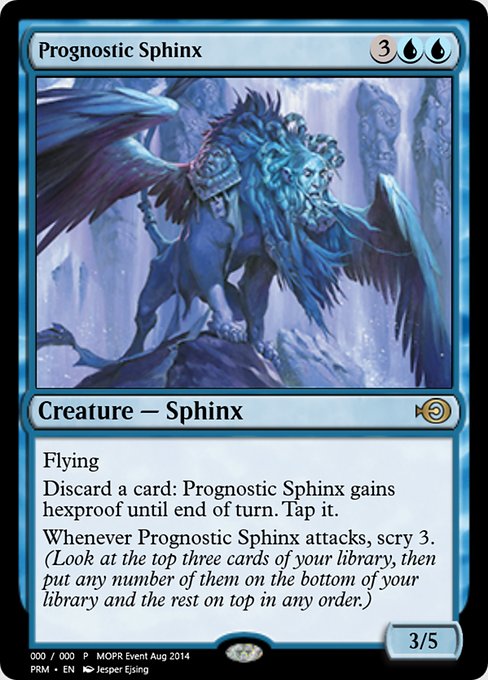 Prognostic Sphinx 3
Creature — Sphinx
Flying
Discard a card: Prognostic Sphinx gains
hexproof until end of turn. Tap it.
Whenever Prognostic Sphinx attacks, scry 3.
(Look at the top three cards of your library, then
put any number of them on the bottom of your
library and the rest on top in any order.)
3/5
000 / 000 P MOPR Event Aug 2014
PRM • EN Jesper Ejsing